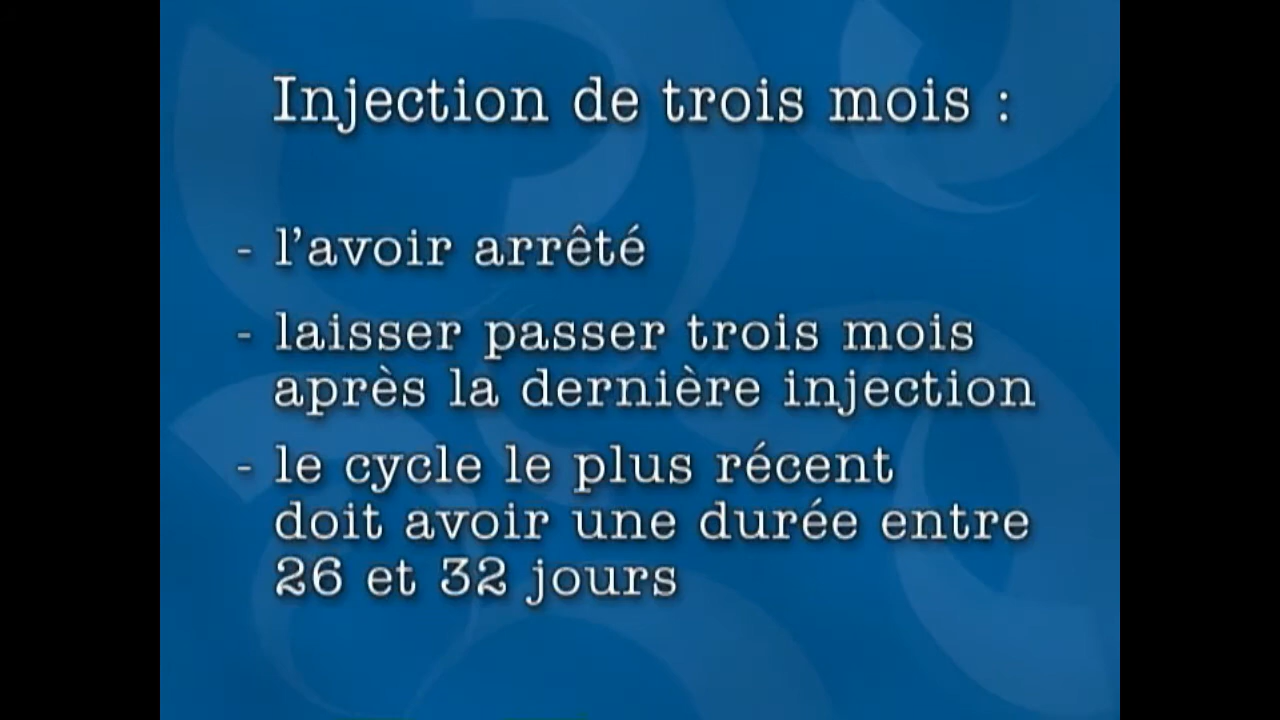 Injection de trois mois :
- l'avoir arrêté
- laisser passer trois mois
après la dernière injection
- le cycle le plus récent
doit avoir une durée entre
26 et 32 jours